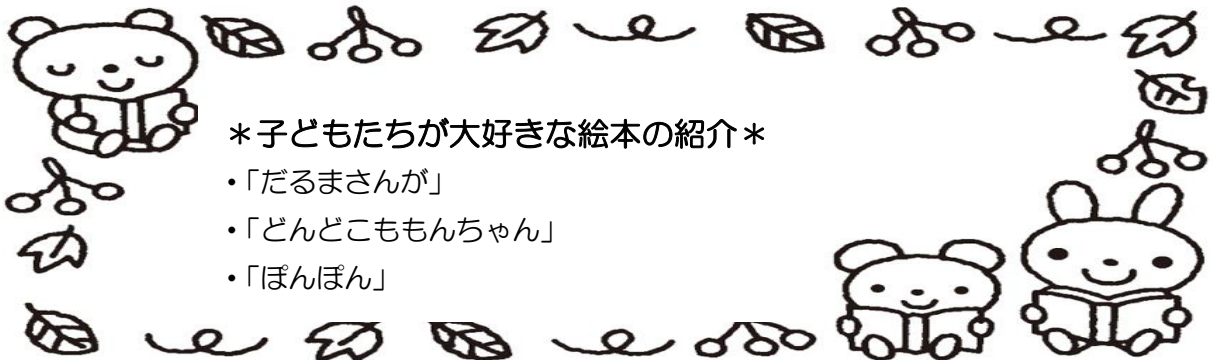 ＊子どもたちが大好きな絵本の紹介＊
・「だるまさんが」
・「どんどこももんちゃん」
・「ぽんぽん」